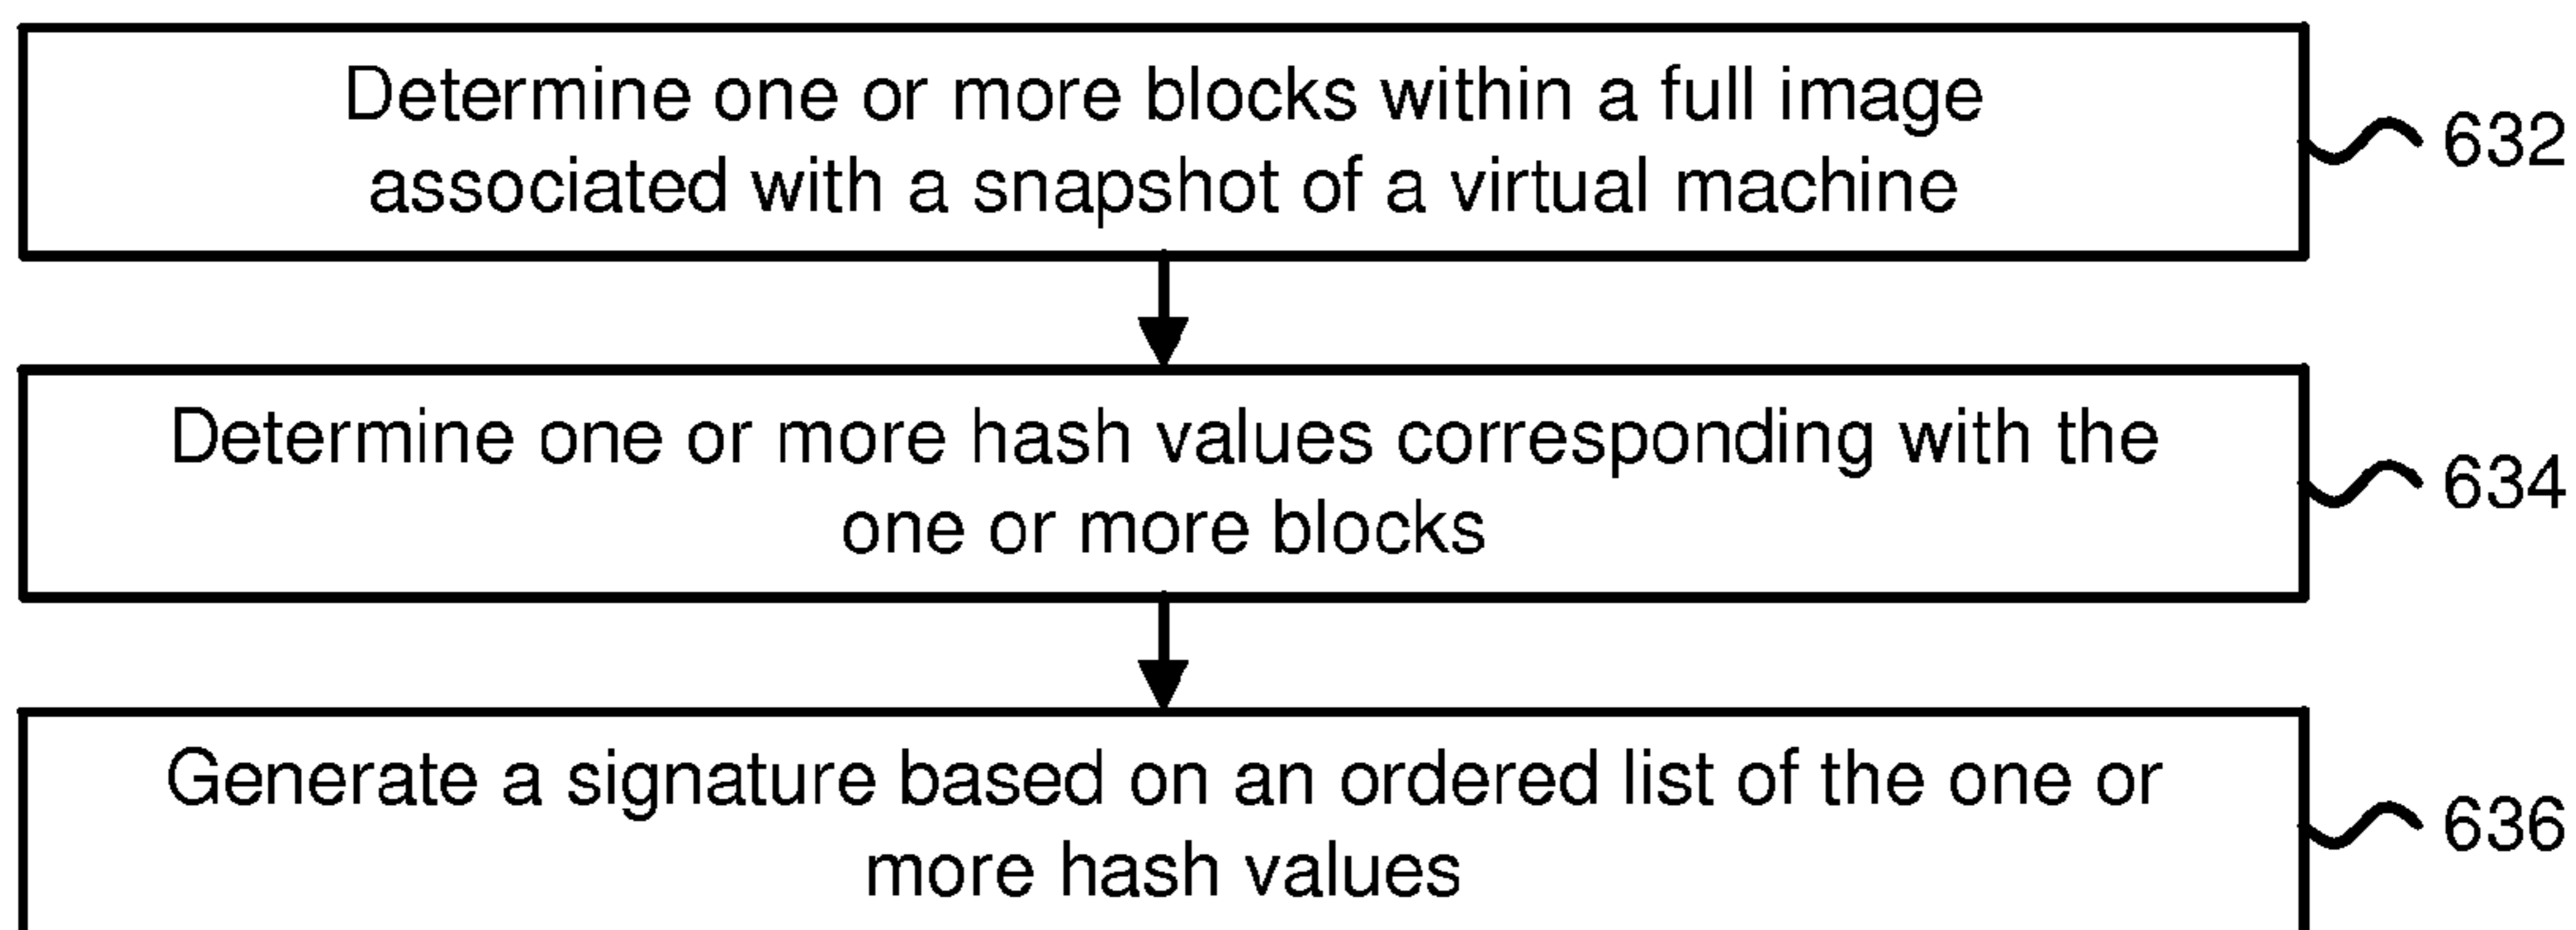 Determine one or more blocks within a full image
associated with a snapshot of a virtual machine
632
Determine one or more hash values corresponding with the
one or more blocks
634
Generate a signature based on an ordered list of the one or
more hash values
636